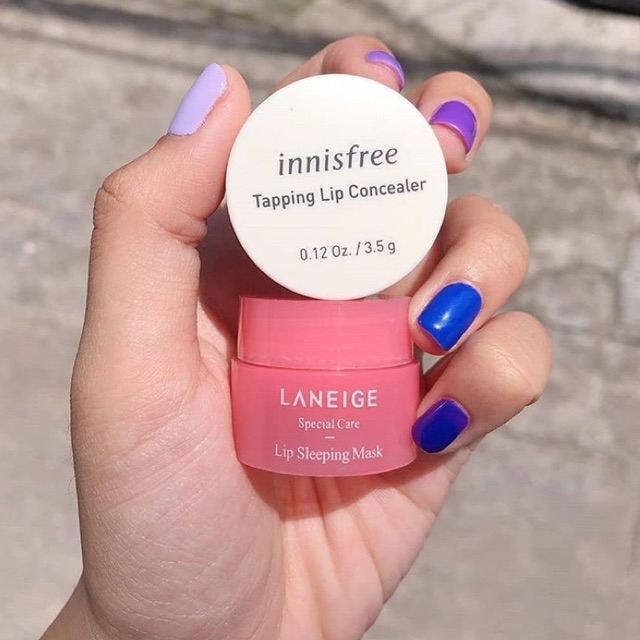 innisfree
Tapping Lip Concealer
0.12 Oz. / 3.5 g
LANEIGE
Special Care
Lip Sleeping Mask